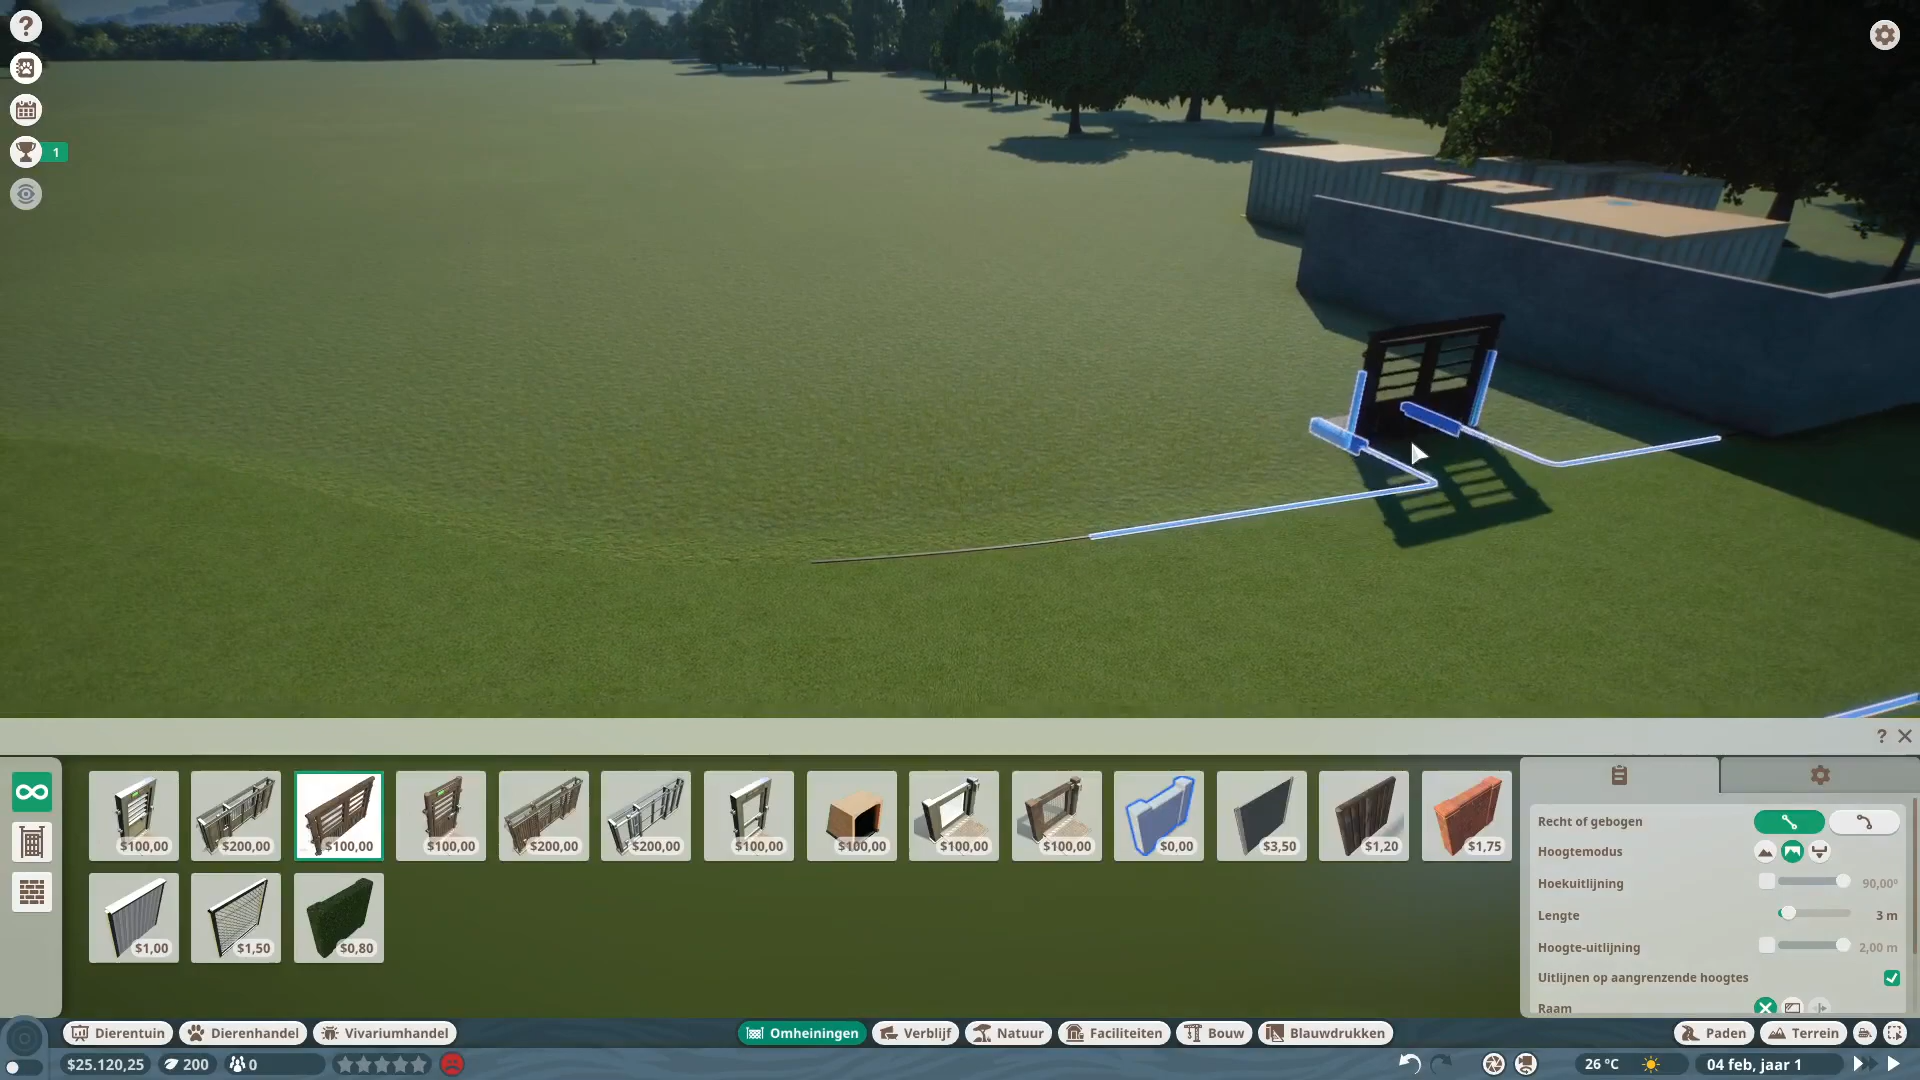 ?
1
? ×
$100,00 $200,00 $100,00 $100,00 $200,00 $200,00 $100,00 $100,00 $100,00 $100,00 $0,00 $3,50 $1,20 $1,75
$1,00 $1,50 $0,80
Recht of gebogen
Hoogtemodus
Hoekuitlijning 90,00º
Lengte 3 m
Hoogte-uitlijning 2,00 m
Uitlijnen op aangrenzende hoogtes
Raam
Dierentuin Dierenhandel Vivariumhandel Omheiningen Verblijf Natuur Faciliteiten Bouw Blauwdrukken Paden Terrein
$25.120,25 200 0 26 ºC 04 feb, jaar 1